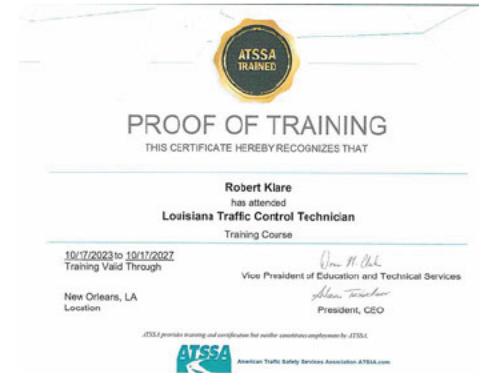 ATSSA
TRAINED
PROOF OF TRAINING
THIS CERTIFICATE HEREBY RECOGNIZES THAT
Robert Klare
has attended
Louisiana Traffic Control Technician
Training Course
10/17/2023 to 10/17/2027
Training Valid Through
Vice President of Education and Technical Services
New Orleans, LA
Location
President, CEO
ATSSA provides training and certification but neither constitutes employment by ATSSA.
ATSSA American Traffic Safety Services Association